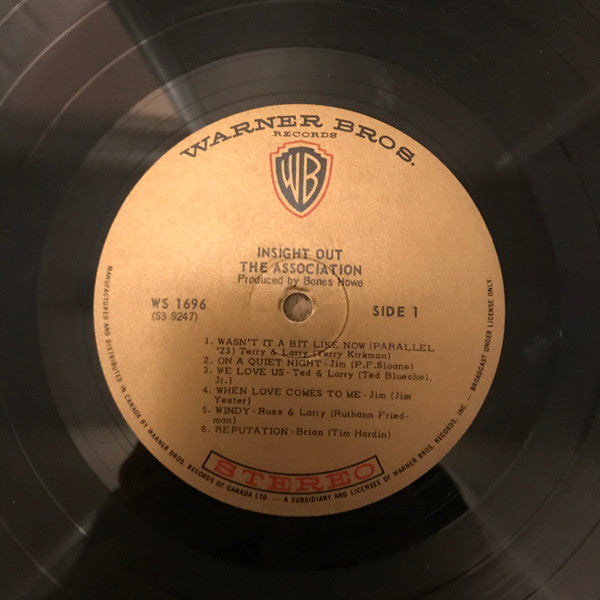 WARNER BROS.
RECORDS
WB
INSIGHT OUT
THE ASSOCIATION
Produced by Bones Howe
WS 1696
(S3 9247)
SIDE 1
1. WASN'T IT A BIT LIKE NOW (PARALLEL
'23) Terry & Larry (Terry Kirkman)
2. ON A QUIET NIGHT - Jim (P.F.Sloane)
3. WE LOVE US - Ted & Larry (Ted Bluechel,
Jr.)
4. WHEN LOVE COMES TO ME - Jim (Jim
Yester)
5. WINDY - Russ & Larry (Ruthann Fried-
man)
6. REPUTATION - Brian (Tim Hardin)
STEREO
MANUFACTURED AND DISTRIBUTED IN CANADA BY WARNER BROS. RECORDS OF CANADA LTD. — A SUBSIDIARY AND LICENSEE OF WARNER BROS. RECORDS, INC. — BROADCAST UNDER LICENSE ONLY.